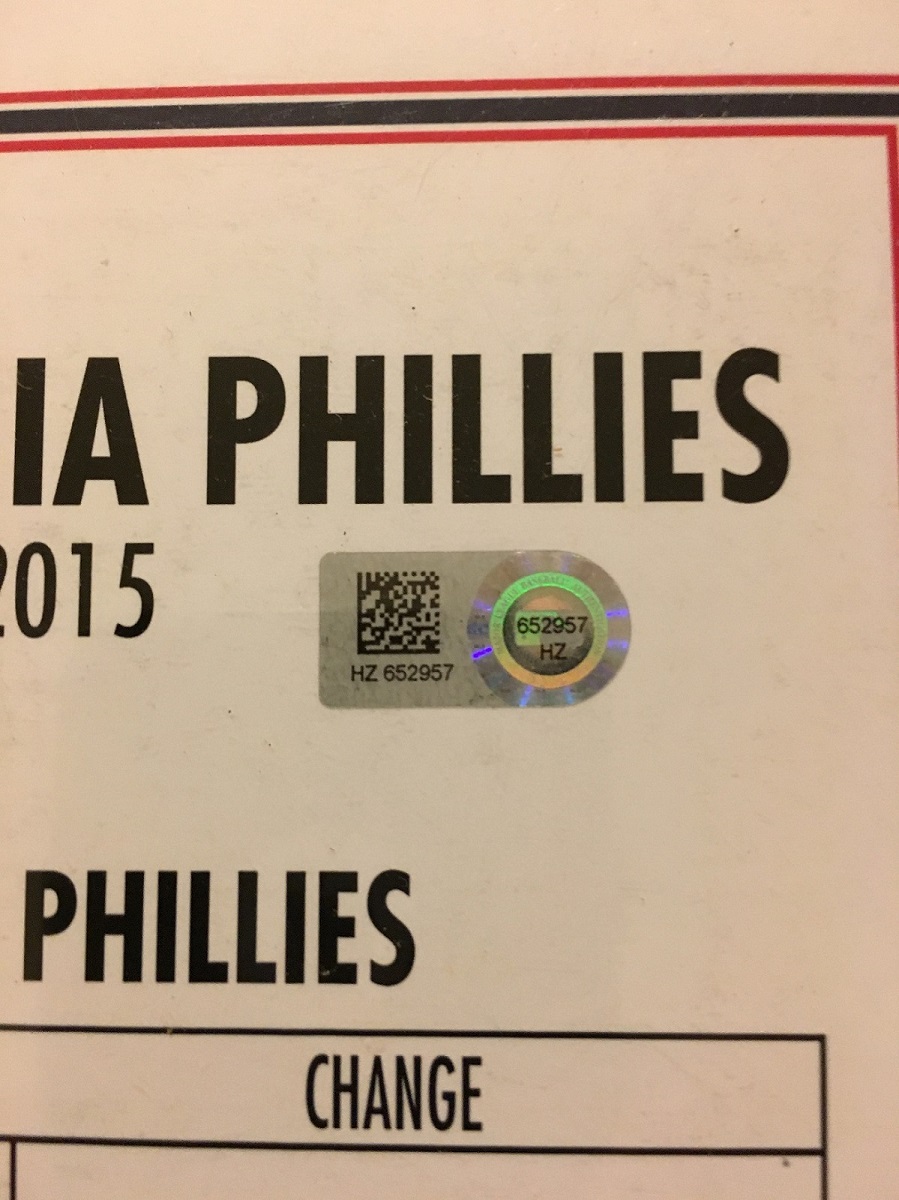 IA PHILLIES
2015
HZ 652957
652957
HZ
PHILLIES
CHANGE